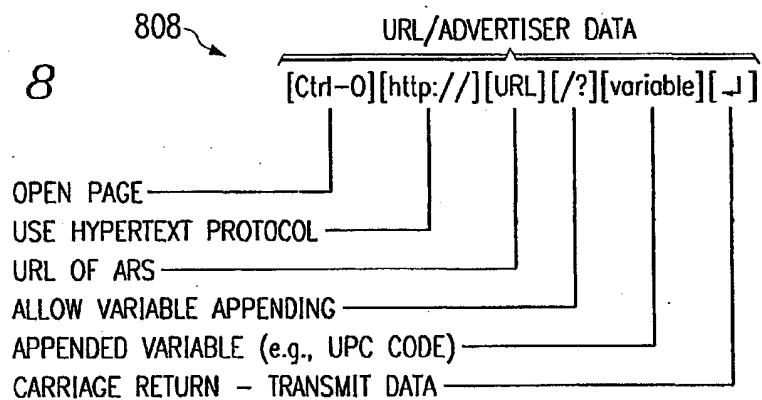 808
URL/ADVERTISER DATA
8
[Ctrl-O][http://][URL][/?][variable][↵]
OPEN PAGE
USE HYPERTEXT PROTOCOL
URL OF ARS
ALLOW VARIABLE APPENDING
APPENDED VARIABLE (e.g., UPC CODE)
CARRIAGE RETURN - TRANSMIT DATA